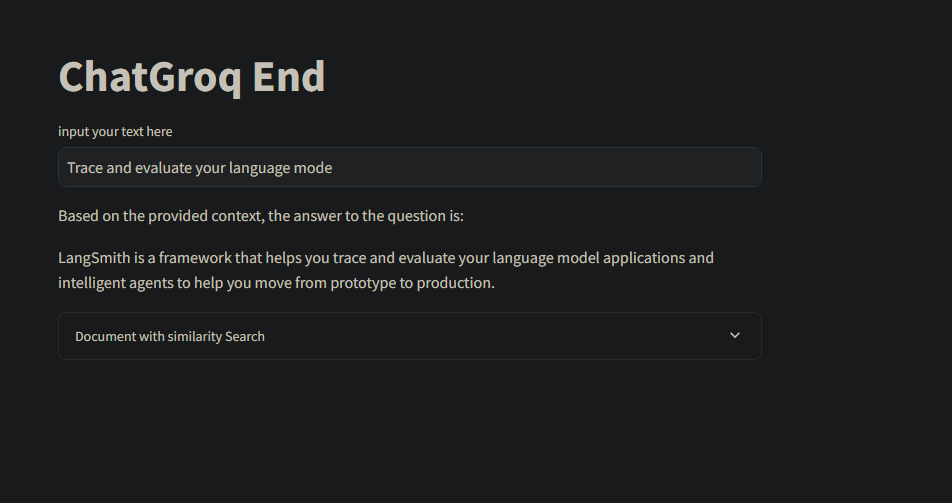 ChatGroq End
input your text here
Trace and evaluate your language mode
Based on the provided context, the answer to the question is:
LangSmith is a framework that helps you trace and evaluate your language model applications and
intelligent agents to help you move from prototype to production.
Document with similarity Search